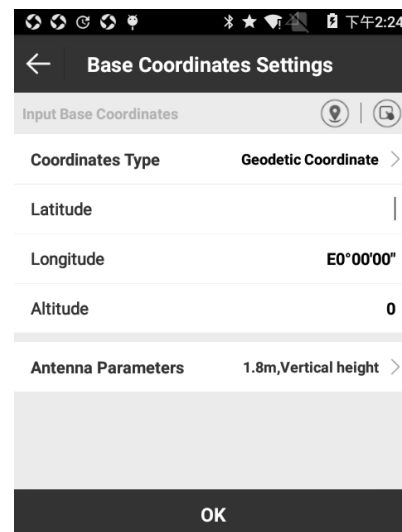 下午2:24
Base Coordinates Settings
Input Base Coordinates
Coordinates Type Geodetic Coordinate
Latitude
Longitude E0°00'00"
Altitude 0
Antenna Parameters 1.8m,Vertical height
OK